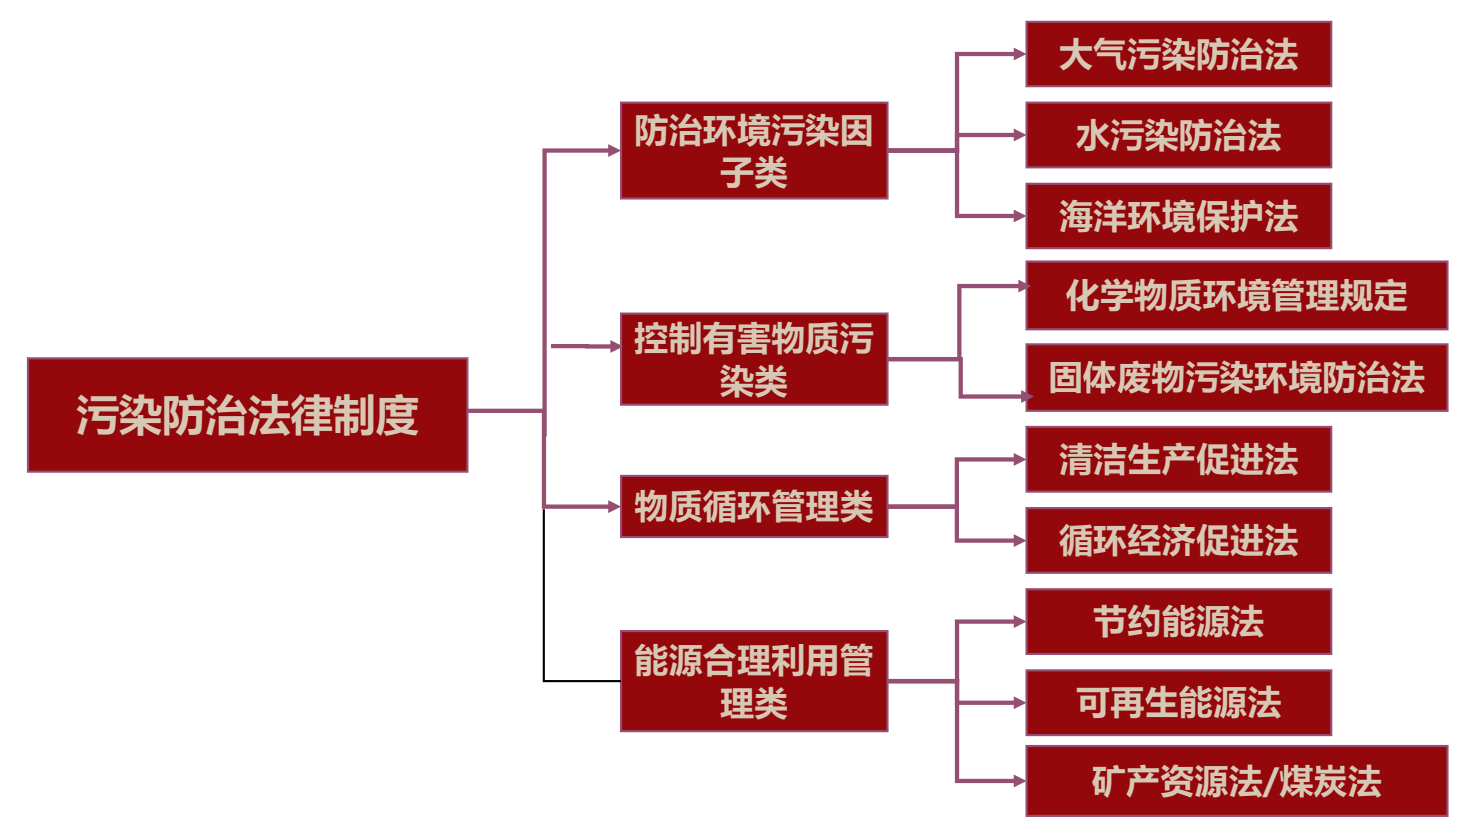 污染防治法律制度
防治环境污染因
子类
控制有害物质污
染类
物质循环管理类
能源合理利用管
理类
大气污染防治法
水污染防治法
海洋环境保护法
化学物质环境管理规定
固体废物污染环境防治法
清洁生产促进法
循环经济促进法
节约能源法
可再生能源法
矿产资源法/煤炭法